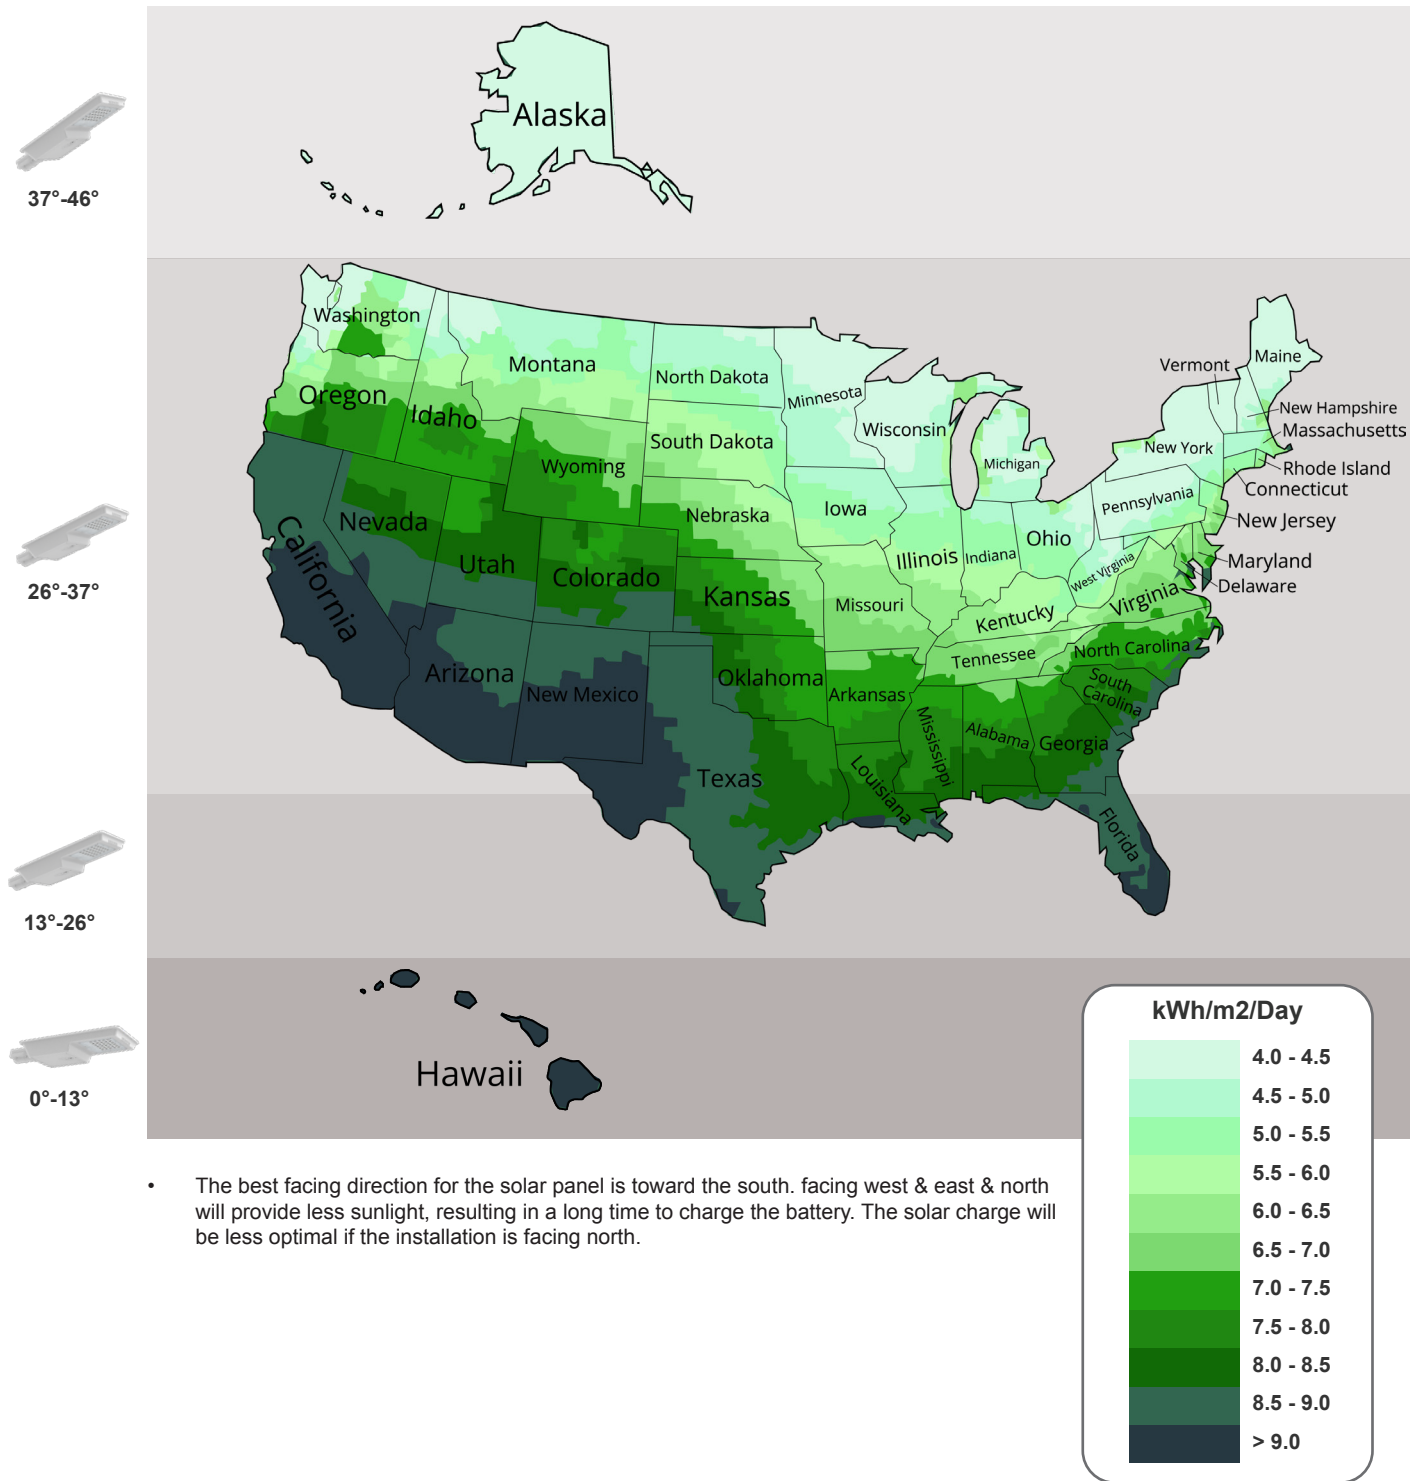 Alaska
37°-46°
Washington
Montana
North Dakota
Minnesota
Oregon
Idaho
Wisconsin
South Dakota
Wyoming
Michigan
Vermont
Maine
New Hampshire
Massachusetts
New York
Rhode Island
Connecticut
Pennsylvania
New Jersey
Nebraska
Iowa
Nevada
California
Utah
Colorado
Illinois
Indiana
Ohio
West Virginia
Maryland
Delaware
26°-37°
Kansas
Missouri
Kentucky
Virginia
Tennessee
North Carolina
Arizona
New Mexico
Oklahoma
Arkansas
South
Carolina
Mississippi
Alabama
Georgia
Texas
Louisiana
Florida
13°-26°
Hawaii
0°-13°
kWh/m2/Day
4.0 - 4.5
4.5 - 5.0
5.0 - 5.5
5.5 - 6.0
6.0 - 6.5
6.5 - 7.0
7.0 - 7.5
7.5 - 8.0
8.0 - 8.5
8.5 - 9.0
> 9.0
• The best facing direction for the solar panel is toward the south. facing west & east & north
will provide less sunlight, resulting in a long time to charge the battery. The solar charge will
be less optimal if the installation is facing north.